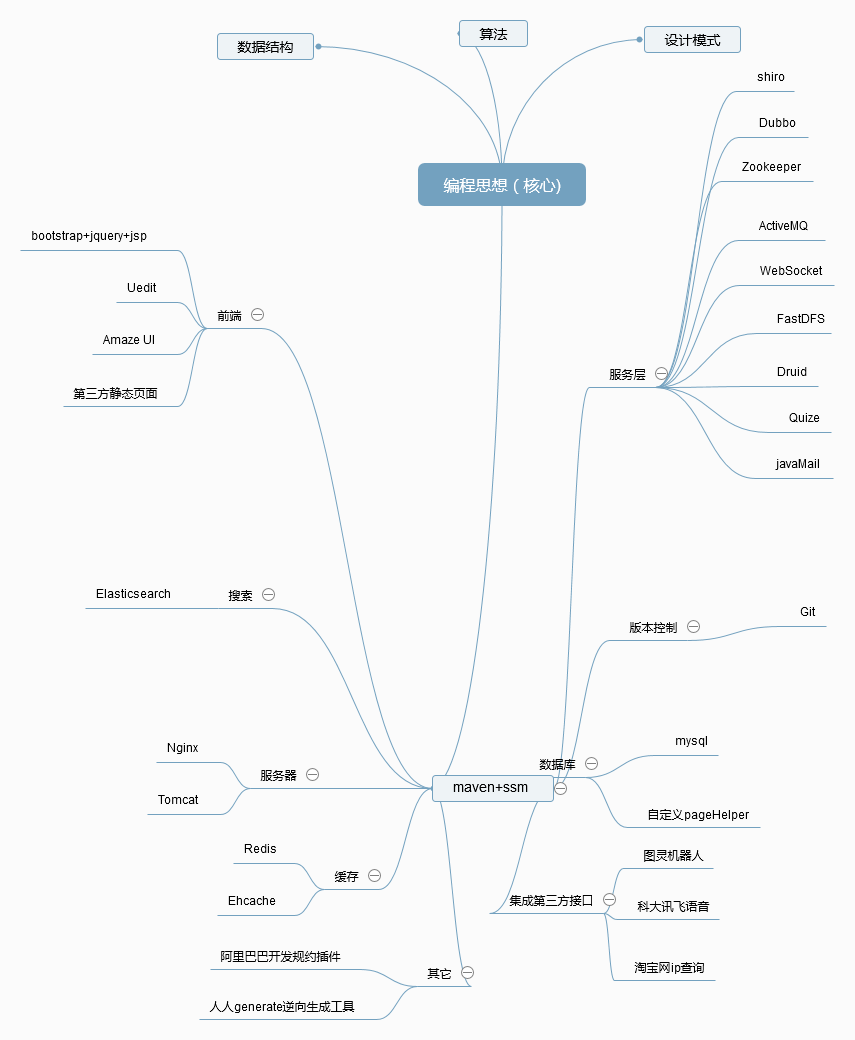 数据结构
算法
设计模式
编程思想（核心）
shiro
Dubbo
Zookeeper
ActiveMQ
WebSocket
FastDFS
服务层
Druid
Quize
javaMail
bootstrap+jquery+jsp
Uedit
前端
Amaze UI
第三方静态页面
Elasticsearch
搜索
版本控制
Git
Nginx
服务器
Tomcat
maven+ssm
数据库
mysql
自定义pageHelper
Redis
缓存
Ehcache
集成第三方接口
图灵机器人
科大讯飞语音
淘宝网ip查询
阿里巴巴开发规约插件
其它
人人generate逆向生成工具